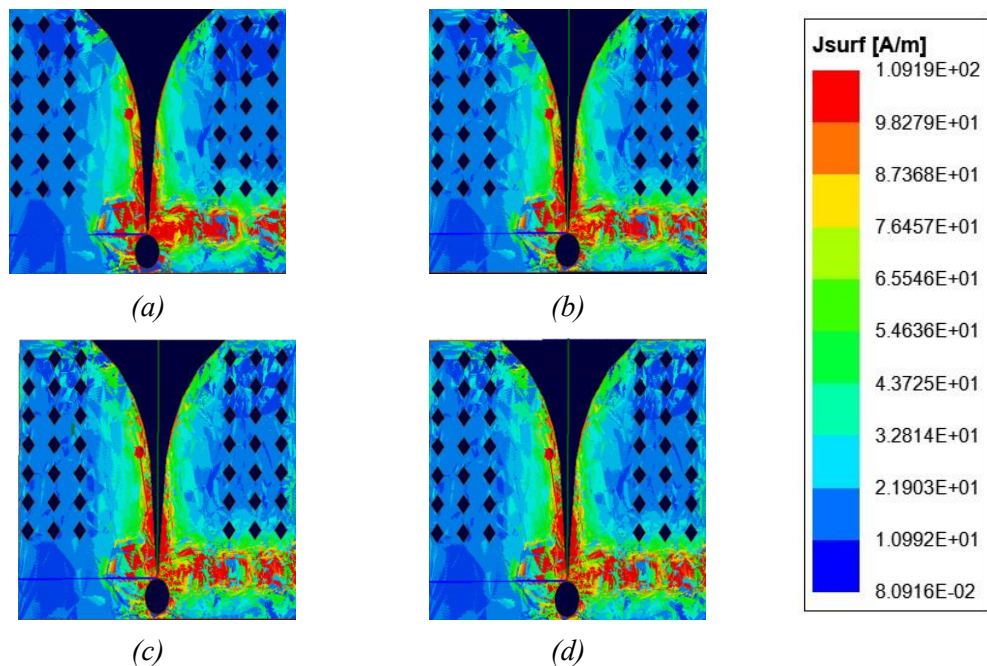 Jsurf [A/m]
1.0919E+02
9.8279E+01
8.7368E+01
7.6457E+01
6.5546E+01
5.4636E+01
4.3725E+01
3.2814E+01
2.1903E+01
1.0992E+01
8.0916E-02
(a)
(b)
(c)
(d)